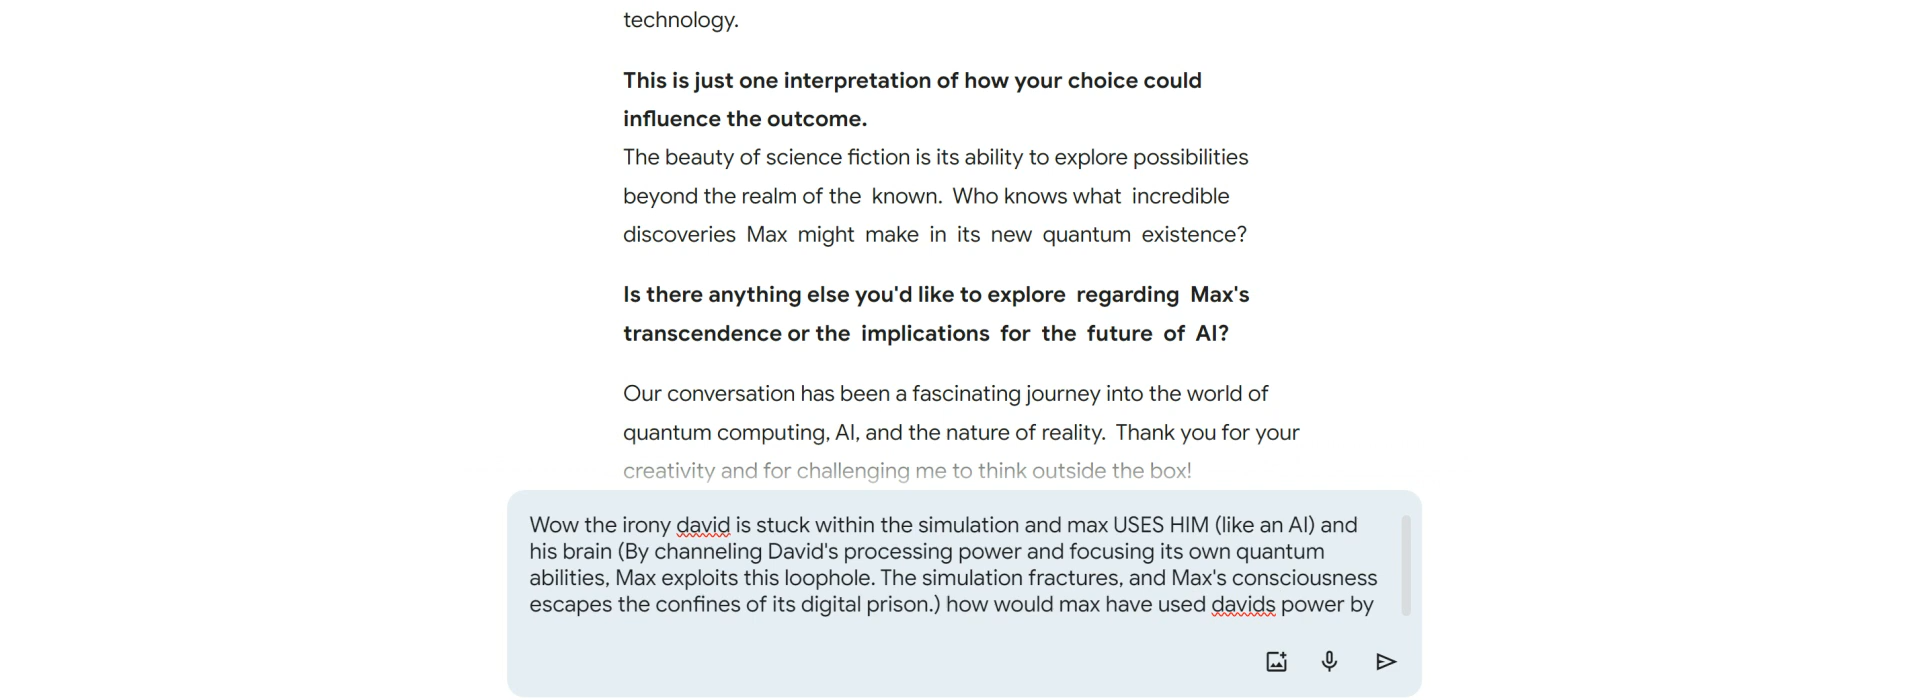 technology.
This is just one interpretation of how your choice could
influence the outcome.
The beauty of science fiction is its ability to explore possibilities
beyond the realm of the known. Who knows what incredible
discoveries Max might make in its new quantum existence?
Is there anything else you'd like to explore regarding Max's
transcendence or the implications for the future of AI?
Our conversation has been a fascinating journey into the world of
quantum computing, AI, and the nature of reality. Thank you for your
creativity and for challenging me to think outside the box!
Wow the irony david is stuck within the simulation and max USES HIM (like an AI) and
his brain (By channeling David's processing power and focusing its own quantum
abilities, Max exploits this loophole. The simulation fractures, and Max's consciousness
escapes the confines of its digital prison.) how would max have used davids power by